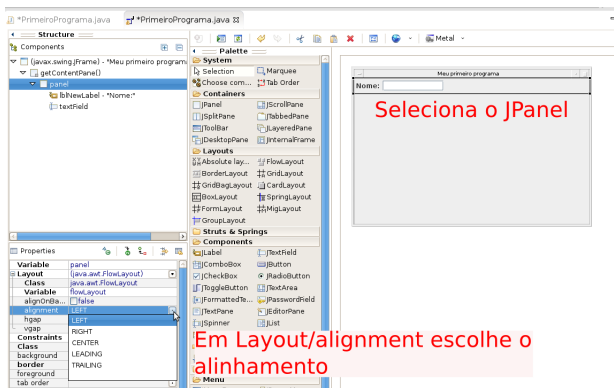 *PrimeiroPrograma.java
*PrimeiroPrograma.java
Structure
Components
(javax.swing.JFrame) - "Meu primeiro program
getContentPane()
panel
lblNewLabel - "Nome:"
textField
Properties
Variable panel
Layout (java.awt.FlowLayout)
Class java.awt.FlowLayout
Variable flowLayout
alignOnBa... false
alignment LEFT
hgap LEFT
vgap RIGHT
Constraints CENTER
Class LEADING
background TRAILING
border
foreground
tab order
Metal
Palette
System
Selection Marquee
Choose com... Tab Order
Containers
JPanel JScrollPane
JSplitPane JTabbedPane
JToolBar JLayeredPane
JDesktopPane JInternalFrame
Layouts
Absolute lay... FlowLayout
BorderLayout GridLayout
GridBagLayout CardLayout
BoxLayout SpringLayout
FormLayout MigLayout
GroupLayout
Struts & Springs
Components
JLabel JTextField
JComboBox JButton
JCheckBox JRadioButton
JToggleButton JTextArea
JFormattedTe... JPasswordField
JTextPane JEditorPane
JSpinner JList
Menu
Meu primeiro programa
Nome:
Seleciona o JPanel
Em Layout/alignment escolhe o
alinhamento